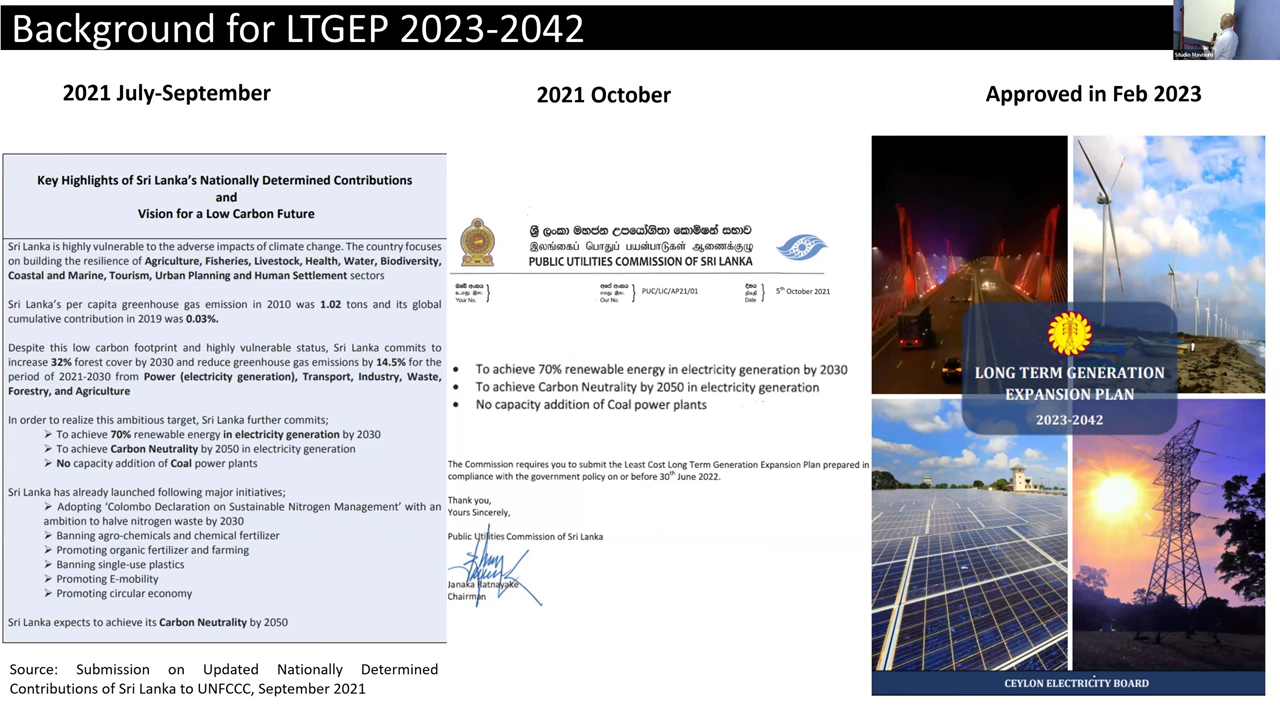 Background for LTGEP 2023-2042
Studio Mavisuru
2021 July-September
2021 October
Approved in Feb 2023
Key Highlights of Sri Lanka's Nationally Determined Contributions
and
Vision for a Low Carbon Future
Sri Lanka is highly vulnerable to the adverse impacts of climate change. The country focuses
on building the resilience of Agriculture, Fisheries, Livestock, Health, Water, Biodiversity,
Coastal and Marine, Tourism, Urban Planning and Human Settlement sectors
Sri Lanka's per capita greenhouse gas emission in 2010 was 1.02 tons and its global
cumulative contribution in 2019 was 0.03%.
Despite this low carbon footprint and highly vulnerable status, Sri Lanka commits to
increase 32% forest cover by 2030 and reduce greenhouse gas emissions by 14.5% for the
period of 2021-2030 from Power (electricity generation), Transport, Industry, Waste,
Forestry, and Agriculture
In order to realize this ambitious target, Sri Lanka further commits;
➢ To achieve 70% renewable energy in electricity generation by 2030
➢ To achieve Carbon Neutrality by 2050 in electricity generation
➢ No capacity addition of Coal power plants
Sri Lanka has already launched following major initiatives;
➢ Adopting 'Colombo Declaration on Sustainable Nitrogen Management' with an
ambition to halve nitrogen waste by 2030
➢ Banning agro-chemicals and chemical fertilizer
➢ Promoting organic fertilizer and farming
➢ Banning single-use plastics
➢ Promoting E-mobility
➢ Promoting circular economy
Sri Lanka expects to achieve its Carbon Neutrality by 2050
Source: Submission on Updated Nationally Determined
Contributions of Sri Lanka to UNFCCC, September 2021
ශ්‍රී ලංකා මහජන උපයෝගිතා කොමිෂන් සභාව
இலங்கைப் பொதுப் பயன்பாடுகள் ஆணைக்குழு
PUBLIC UTILITIES COMMISSION OF SRI LANKA
ඔබේ අංකය
உமது இல.
Your No.
අපේ අංකය
எமது இல.
Our No.
PUC/LIC/AP21/01
දිනය
திகதி
Date
5th October 2021
• To achieve 70% renewable energy in electricity generation by 2030
• To achieve Carbon Neutrality by 2050 in electricity generation
• No capacity addition of Coal power plants
The Commission requires you to submit the Least Cost Long Term Generation Expansion Plan prepared in
compliance with the government policy on or before 30th June 2022.
Thank you,
Yours Sincerely,
Public Utilities Commission of Sri Lanka
Janaka Ratnayake
Chairman
LONG TERM GENERATION
EXPANSION PLAN
2023-2042
CEYLON ELECTRICITY BOARD